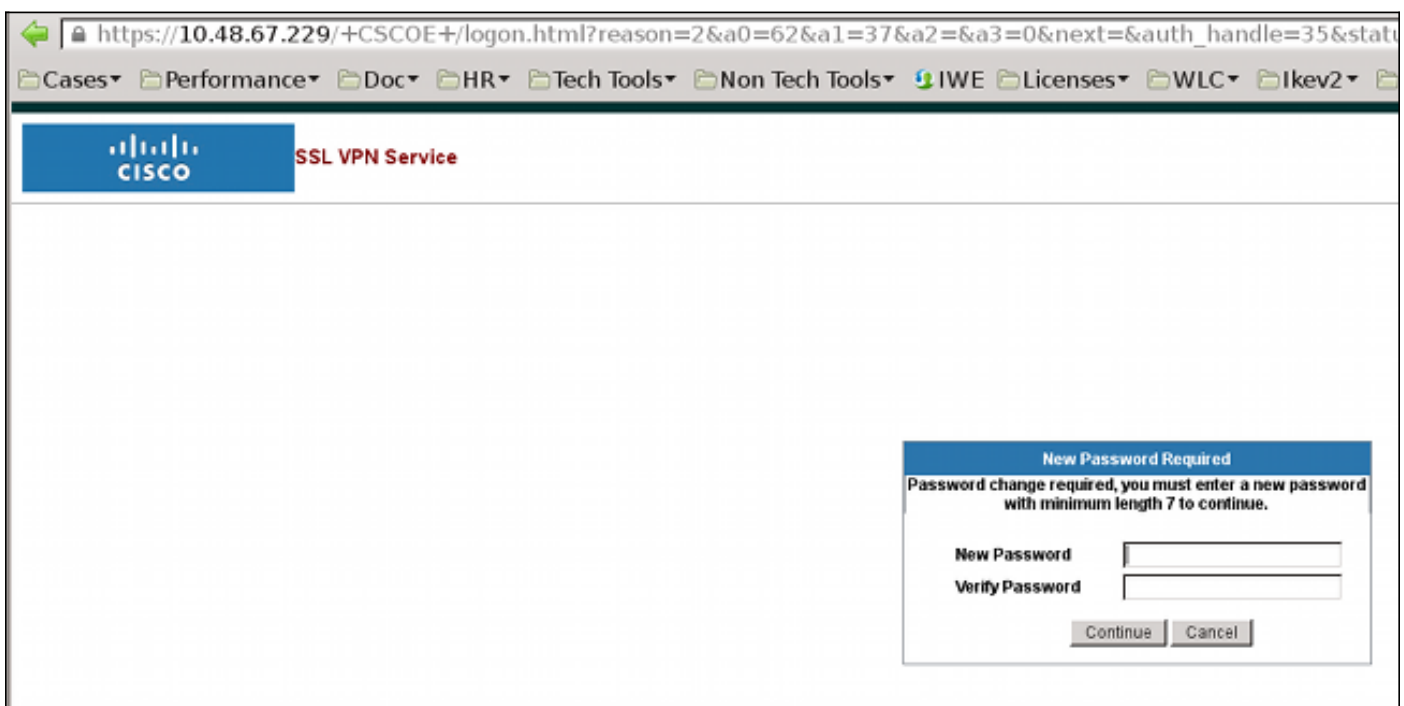 https://10.48.67.229/+CSCOE+/logon.html?reason=2&a0=62&a1=37&a2=&a3=0&next=&auth_handle=35&statu
Cases Performance Doc HR Tech Tools Non Tech Tools IWE Licenses WLC Ikev2
CISCO SSL VPN Service
New Password Required
Password change required, you must enter a new password
with minimum length 7 to continue.
New Password
Verify Password
Continue Cancel